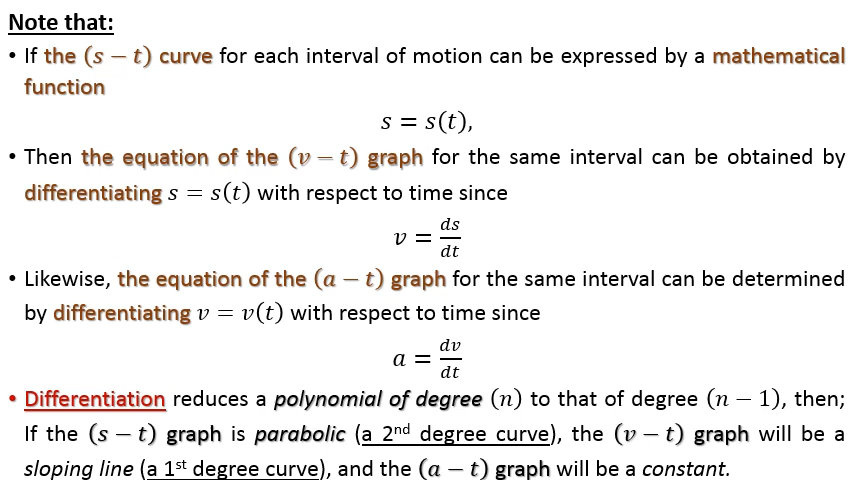 Note that:
• If the (s − t) curve for each interval of motion can be expressed by a mathematical
function
s = s(t),
• Then the equation of the (v − t) graph for the same interval can be obtained by
differentiating s = s(t) with respect to time since
v = ds/dt
• Likewise, the equation of the (a − t) graph for the same interval can be determined
by differentiating v = v(t) with respect to time since
a = dv/dt
• Differentiation reduces a polynomial of degree (n) to that of degree (n − 1), then;
If the (s − t) graph is parabolic (a 2nd degree curve), the (v − t) graph will be a
sloping line (a 1st degree curve), and the (a − t) graph will be a constant.